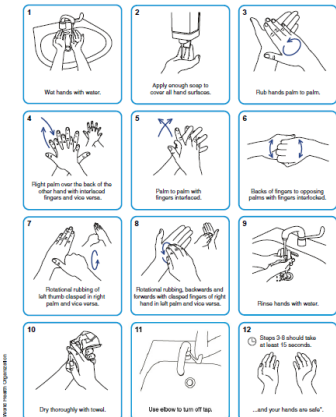 1
Wet hands with water.
2
Apply enough soap to
cover all hand surfaces.
3
Rub hands palm to palm.
4
Right palm over the back of the
other hand with interlaced
fingers and vice versa.
5
Palm to palm with
fingers interlaced.
6
Backs of fingers to opposing
palms with fingers interlocked.
7
Rotational rubbing of
left thumb clasped in right
palm and vice versa.
8
Rotational rubbing, backwards and
forwards with clasped fingers of right
hand in left palm and vice versa.
9
Rinse hands with water.
10
Dry thoroughly with towel.
11
Use elbow to turn off tap.
12
Steps 3-8 should take
at least 15 seconds.
...and your hands are safe*.
World Health Organization